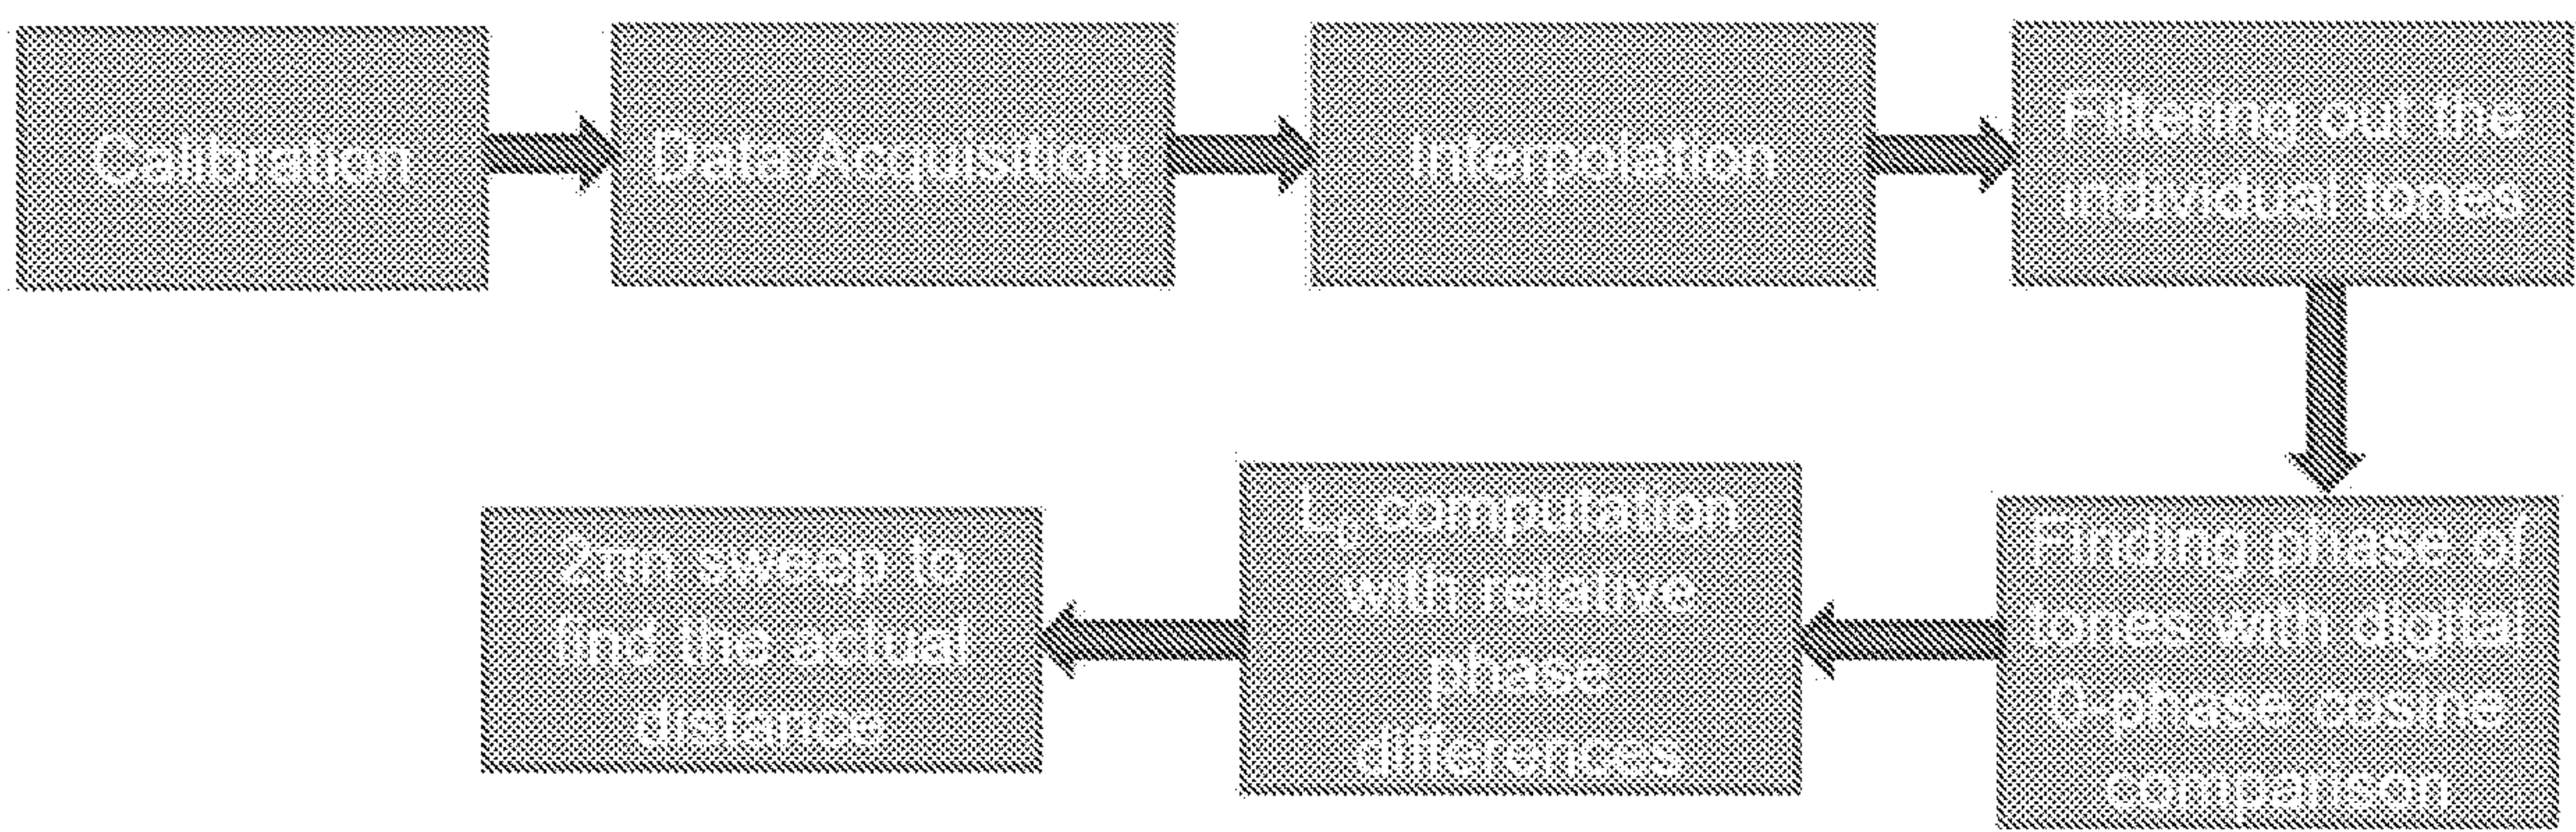 Calibration
Data Acquisition
Interpolation
Filtering out the
individual tones
Finding phase of
tones with digital
0-phase cosine
comparison
computation
with relative
phase
differences
2πn sweep to
find the actual
distance